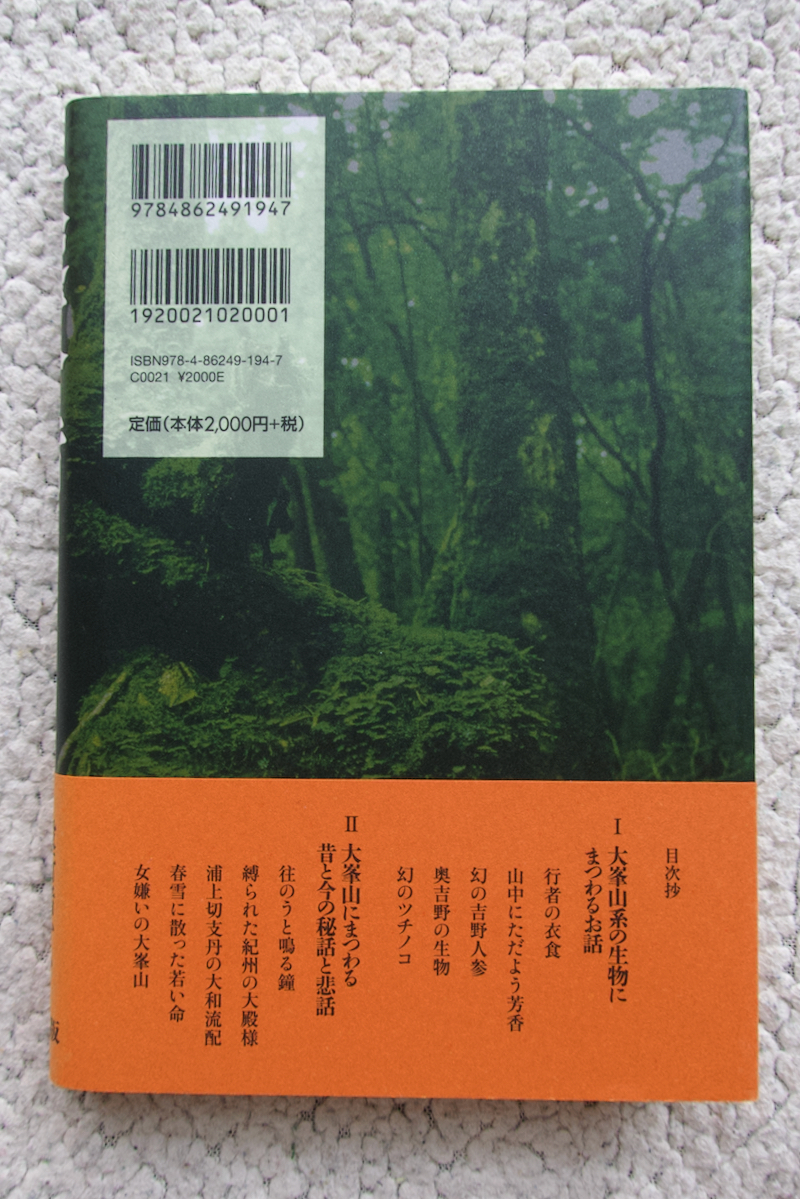 9784862491947
1920021020001
ISBN978-4-86249-194-7
C0021 ¥2000E
定価(本体2,000円+税)
目次抄
Ⅰ 大峯山系の生物に
まつわるお話
行者の衣食
山中にただよう芳香
幻の吉野人参
奥吉野の生物
幻のツチノコ
Ⅱ 大峯山にまつわる
昔と今の秘話と悲話
往のうと鳴る鐘
縛られた紀州の大殿様
浦上切支丹の大和流配
春雪に散った若い命
女嫌いの大峯山
版